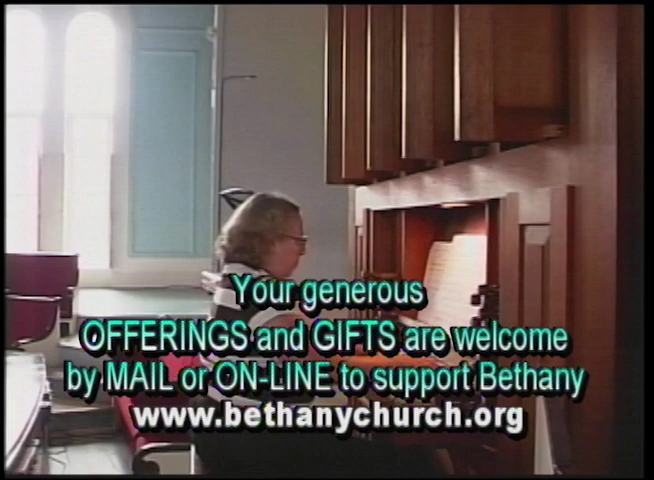 Your generous
OFFERINGS and GIFTS are welcome
by MAIL or ON-LINE to support Bethany
www.bethanychurch.org